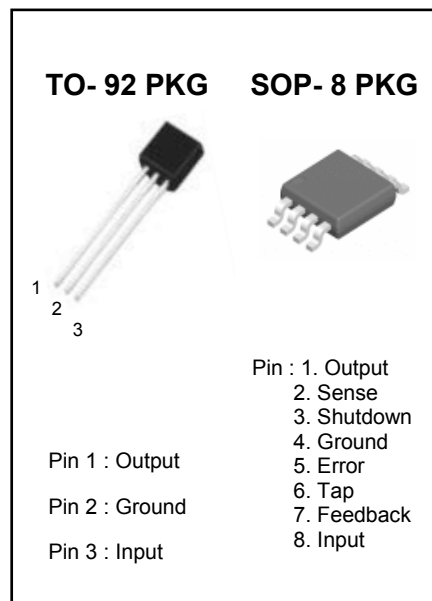 TO- 92 PKG
SOP- 8 PKG
1
2
3
Pin 1 : Output
Pin 2 : Ground
Pin 3 : Input
Pin : 1. Output
2. Sense
3. Shutdown
4. Ground
5. Error
6. Tap
7. Feedback
8. Input